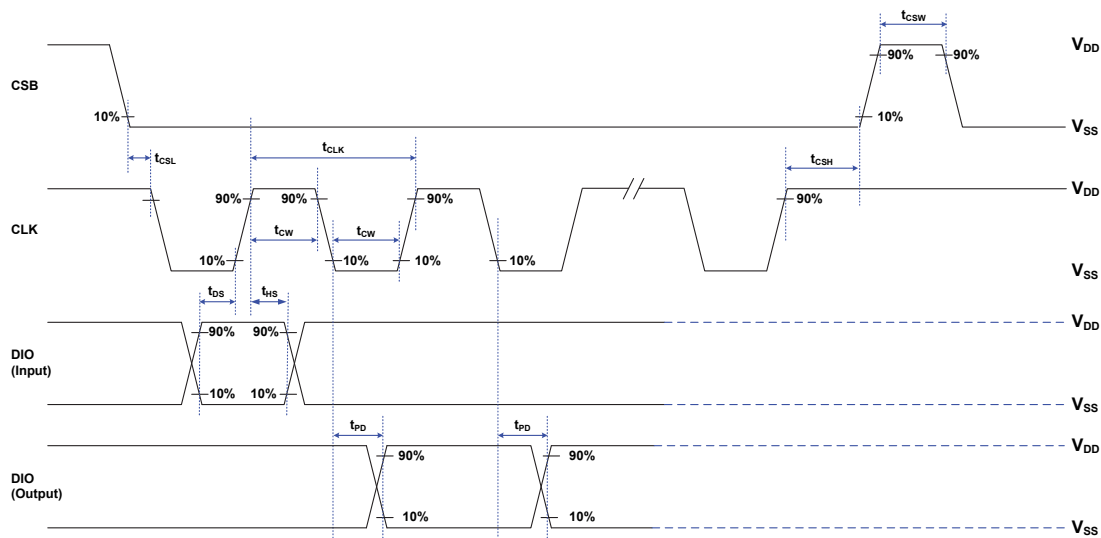 tCSW
VDD
90%
90%
CSB
10%
10%
VSS
tCSL
tCLK
tCSH
VDD
90%
90%
90%
90%
CLK
tCW
tCW
10%
10%
10%
10%
VSS
tDS
tHS
VDD
90%
90%
DIO
(Input)
10%
10%
VSS
tPD
tPD
VDD
90%
90%
DIO
(Output)
10%
10%
VSS